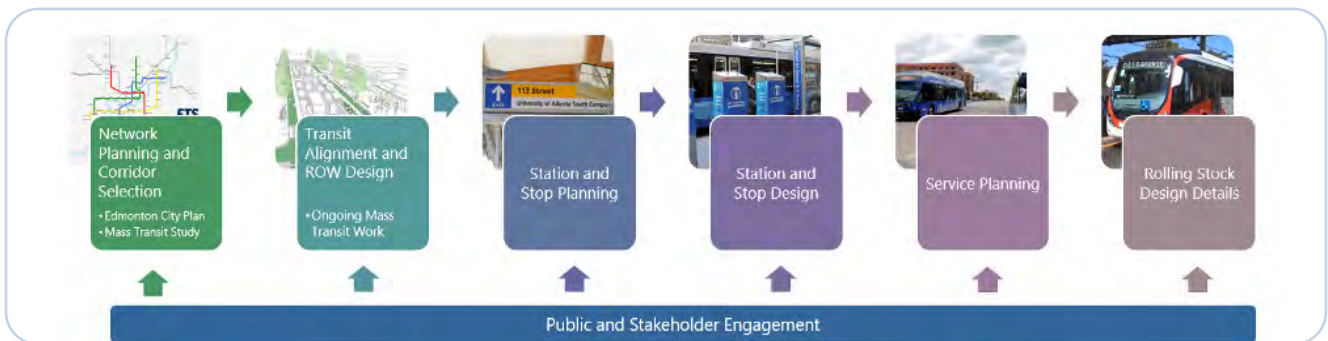 ETS
Network
Planning and
Corridor
Selection
• Edmonton City Plan
• Mass Transit Study
Transit
Alignment and
ROW Design
• Ongoing Mass
Transit Work
113 Street
University of Alberta South Campus
Station and
Stop Planning
Station and
Stop Design
Service Planning
Rolling Stock
Design Details
Public and Stakeholder Engagement